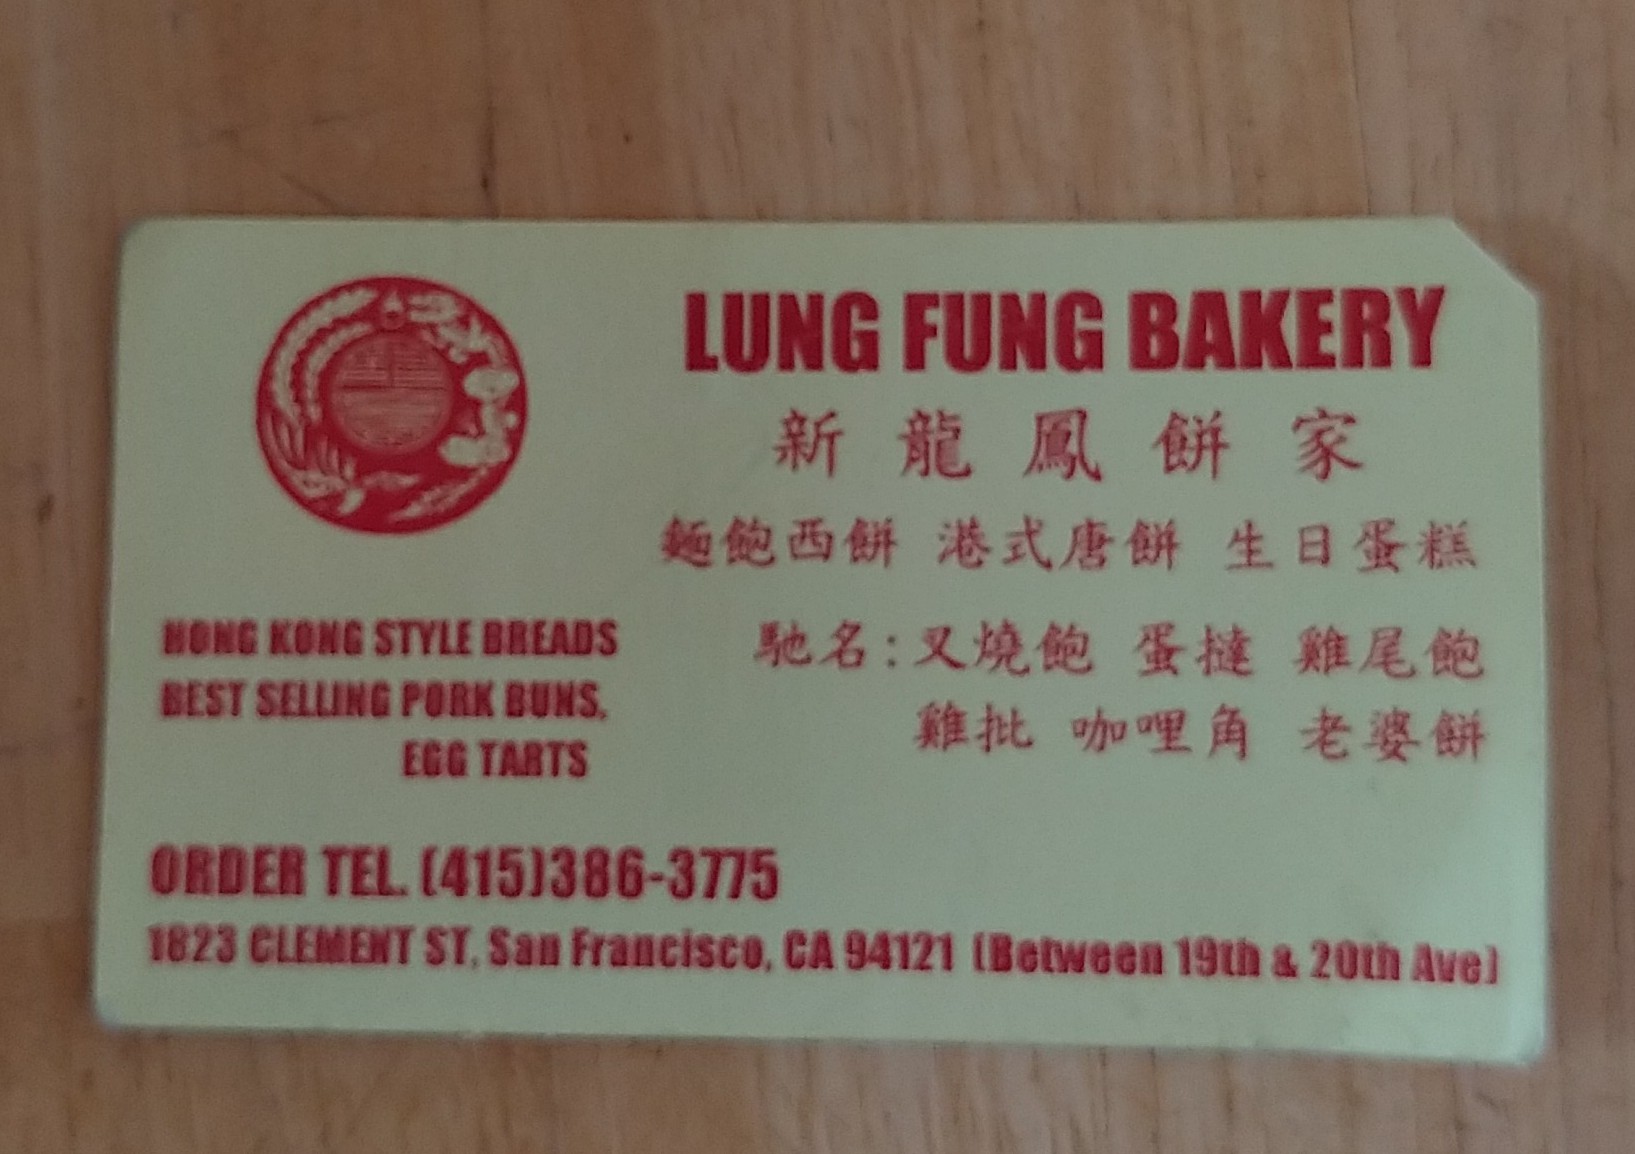 LUNG FUNG BAKERY
新龍鳳餅家
麵飽西餅 港式唐餅 生日蛋糕
馳名:叉燒飽 蛋撻 雞尾飽
雞批 咖哩角 老婆餅
HONG KONG STYLE BREADS
BEST SELLING PORK BUNS,
EGG TARTS
ORDER TEL. (415)386-3775
1823 CLEMENT ST, San Francisco, CA 94121 (Between 19th & 20th Ave)